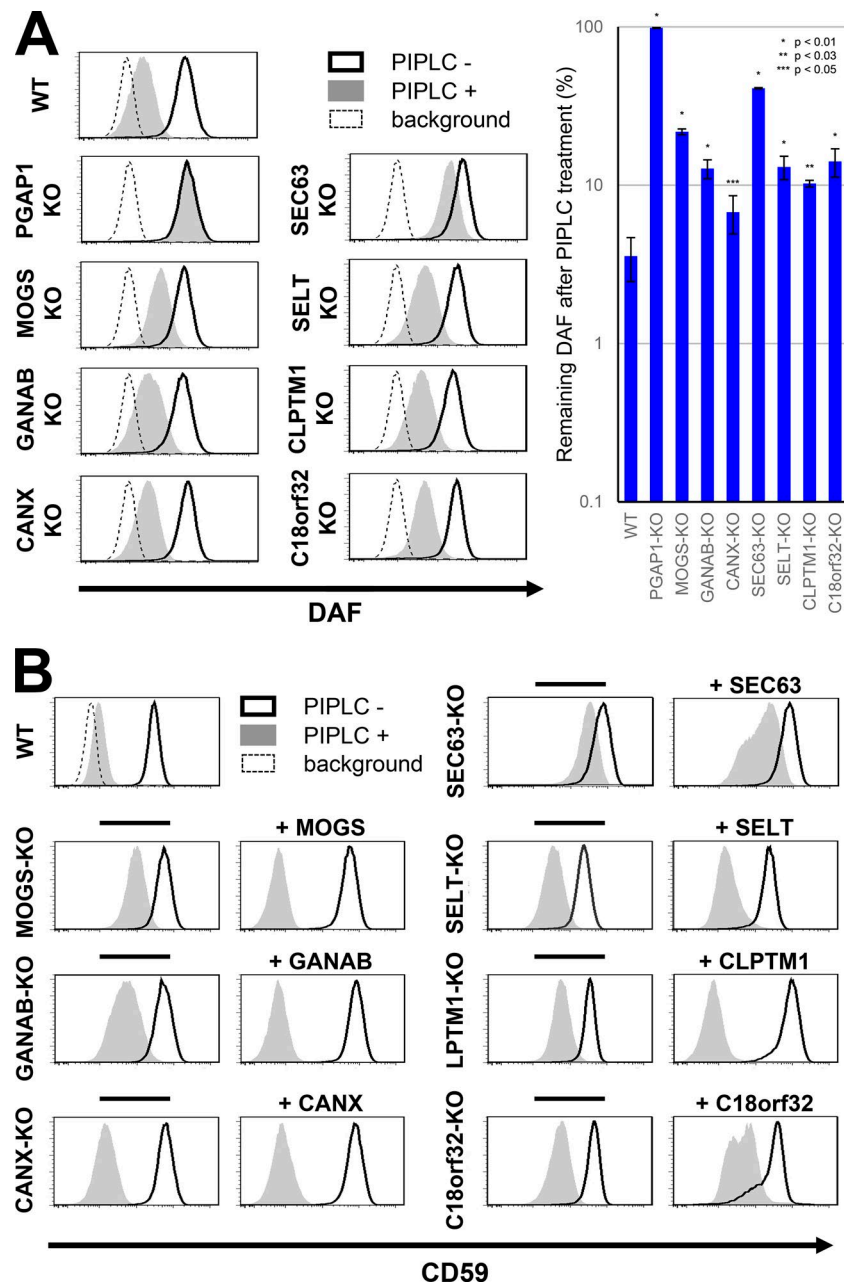 A
WT
PIPLC -
PIPLC +
background
PGAP1
KO
SEC63
KO
MOGS
KO
SELT
KO
GANAB
KO
CLPTM1
KO
CANX
KO
C18orf32
KO
DAF
Remaining DAF after PIPLC treatment (%)
100
10
1
0.1
* p < 0.01
** p < 0.03
*** p < 0.05
*
*
*
***
*
*
**
*
WT
PGAP1-KO
MOGS-KO
GANAB-KO
CANX-KO
SEC63-KO
SELT-KO
CLPTM1-KO
C18orf32-KO
B
WT
PIPLC -
PIPLC +
background
SEC63-KO
+ SEC63
MOGS-KO
+ MOGS
SELT-KO
+ SELT
GANAB-KO
+ GANAB
LPTM1-KO
+ CLPTM1
CANX-KO
+ CANX
C18orf32-KO
+ C18orf32
CD59